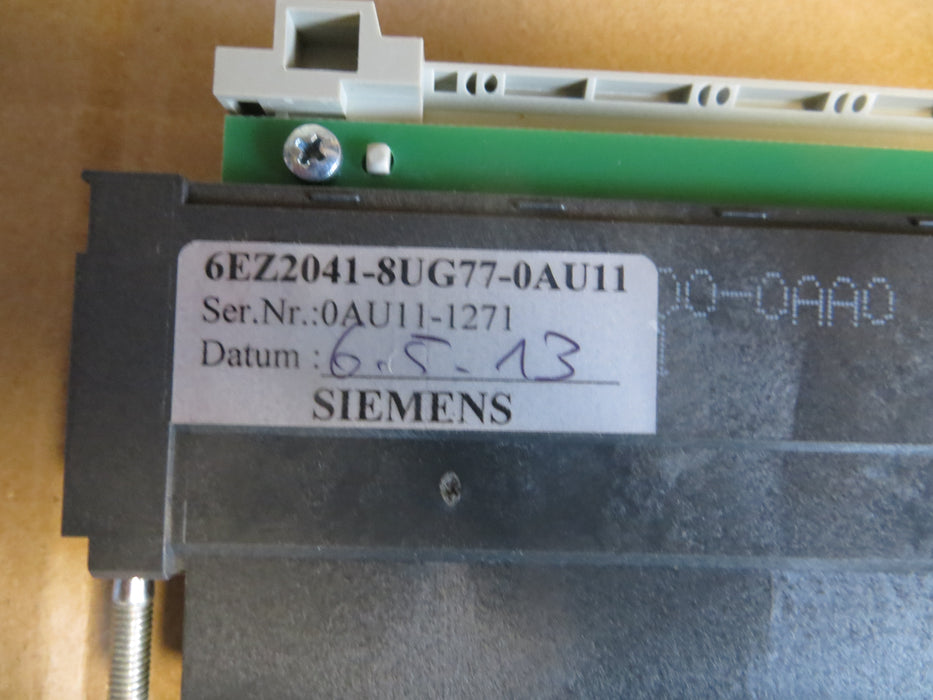 6EZ2041-8UG77-0AU11
Ser.Nr.:0AU11-1271
Datum : 6.5.13
SIEMENS
00-0AA0